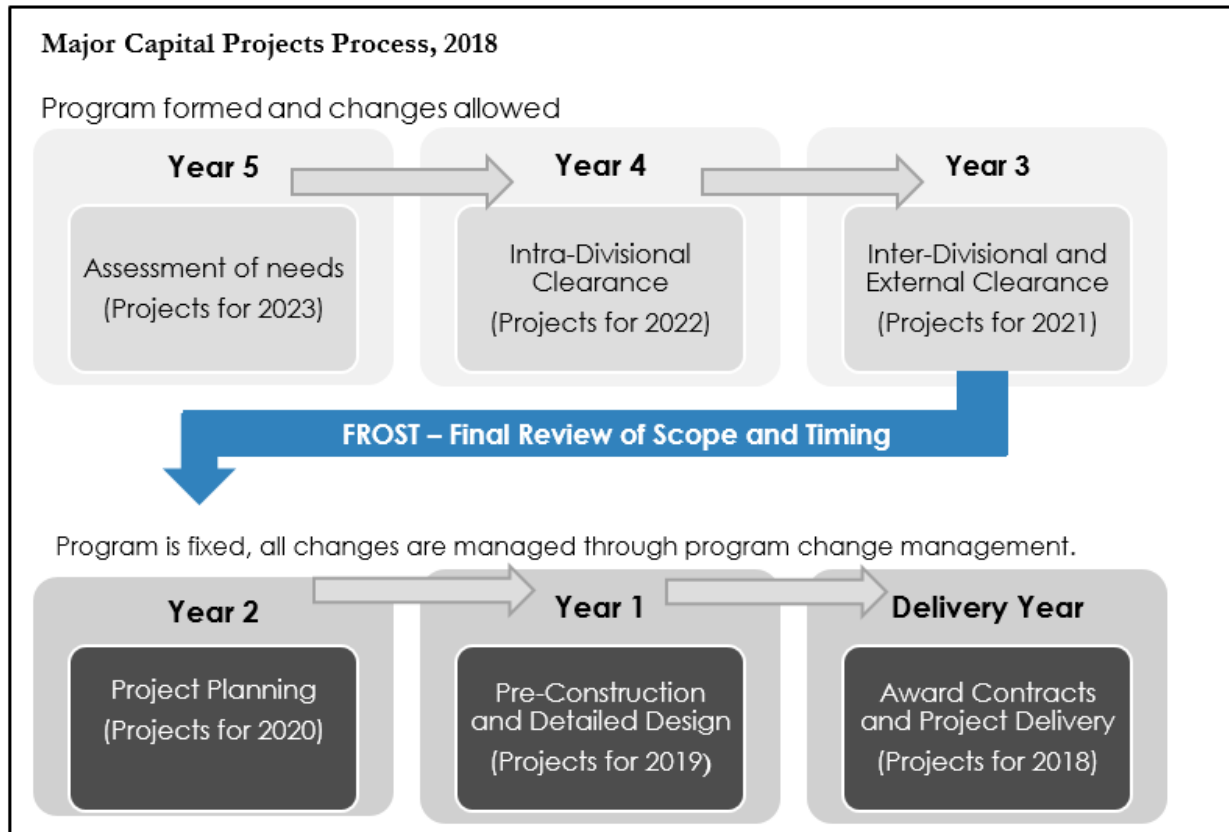 Major Capital Projects Process, 2018
Program formed and changes allowed
Year 5
Year 4
Year 3
Assessment of needs
(Projects for 2023)
Intra-Divisional
Clearance
(Projects for 2022)
Inter-Divisional and
External Clearance
(Projects for 2021)
FROST – Final Review of Scope and Timing
Program is fixed, all changes are managed through program change management.
Year 2
Year 1
Delivery Year
Project Planning
(Projects for 2020)
Pre-Construction
and Detailed Design
(Projects for 2019)
Award Contracts
and Project Delivery
(Projects for 2018)